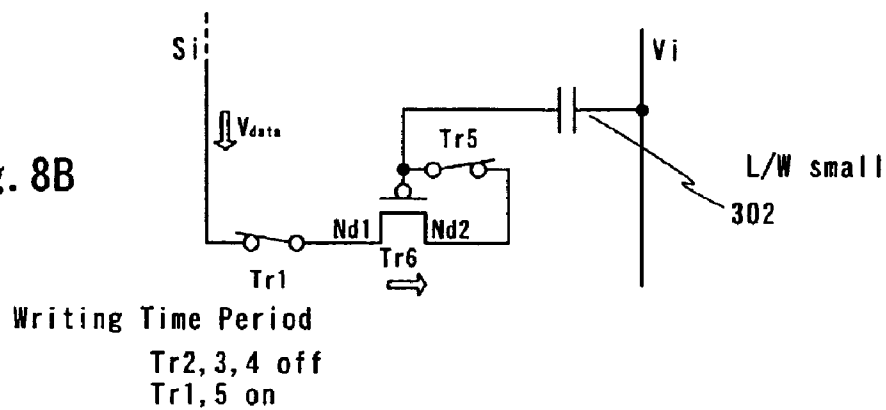 Si
Vi
Vdata
Tr5
g. 8B
L/W small
302
Nd1
Nd2
Tr6
Tr1
Writing Time Period
Tr2,3,4 off
Tr1,5 on